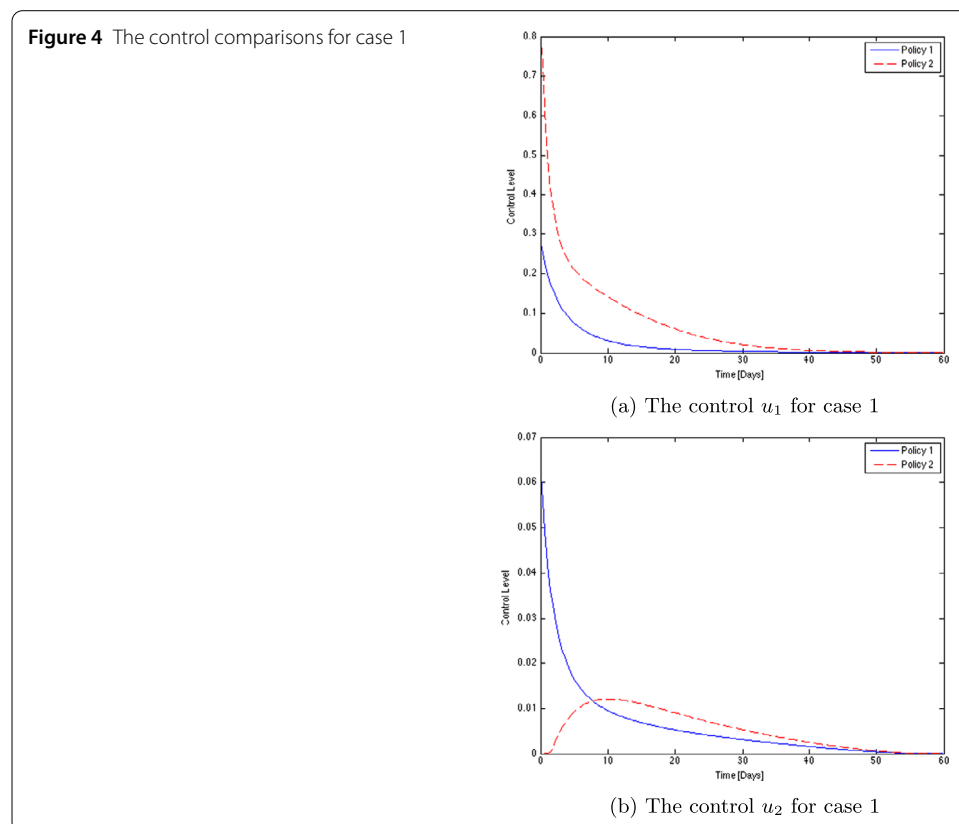 Figure 4 The control comparisons for case 1
0.8
0.7
0.6
0.5
0.4
0.3
0.2
0.1
0
Control Level
Policy 1
Policy 2
0 10 20 30 40 50 60
Time [Days]
(a) The control u₁ for case 1
0.07
0.06
0.05
0.04
0.03
0.02
0.01
0
Control Level
Policy 1
Policy 2
0 10 20 30 40 50 60
Time [Days]
(b) The control u₂ for case 1